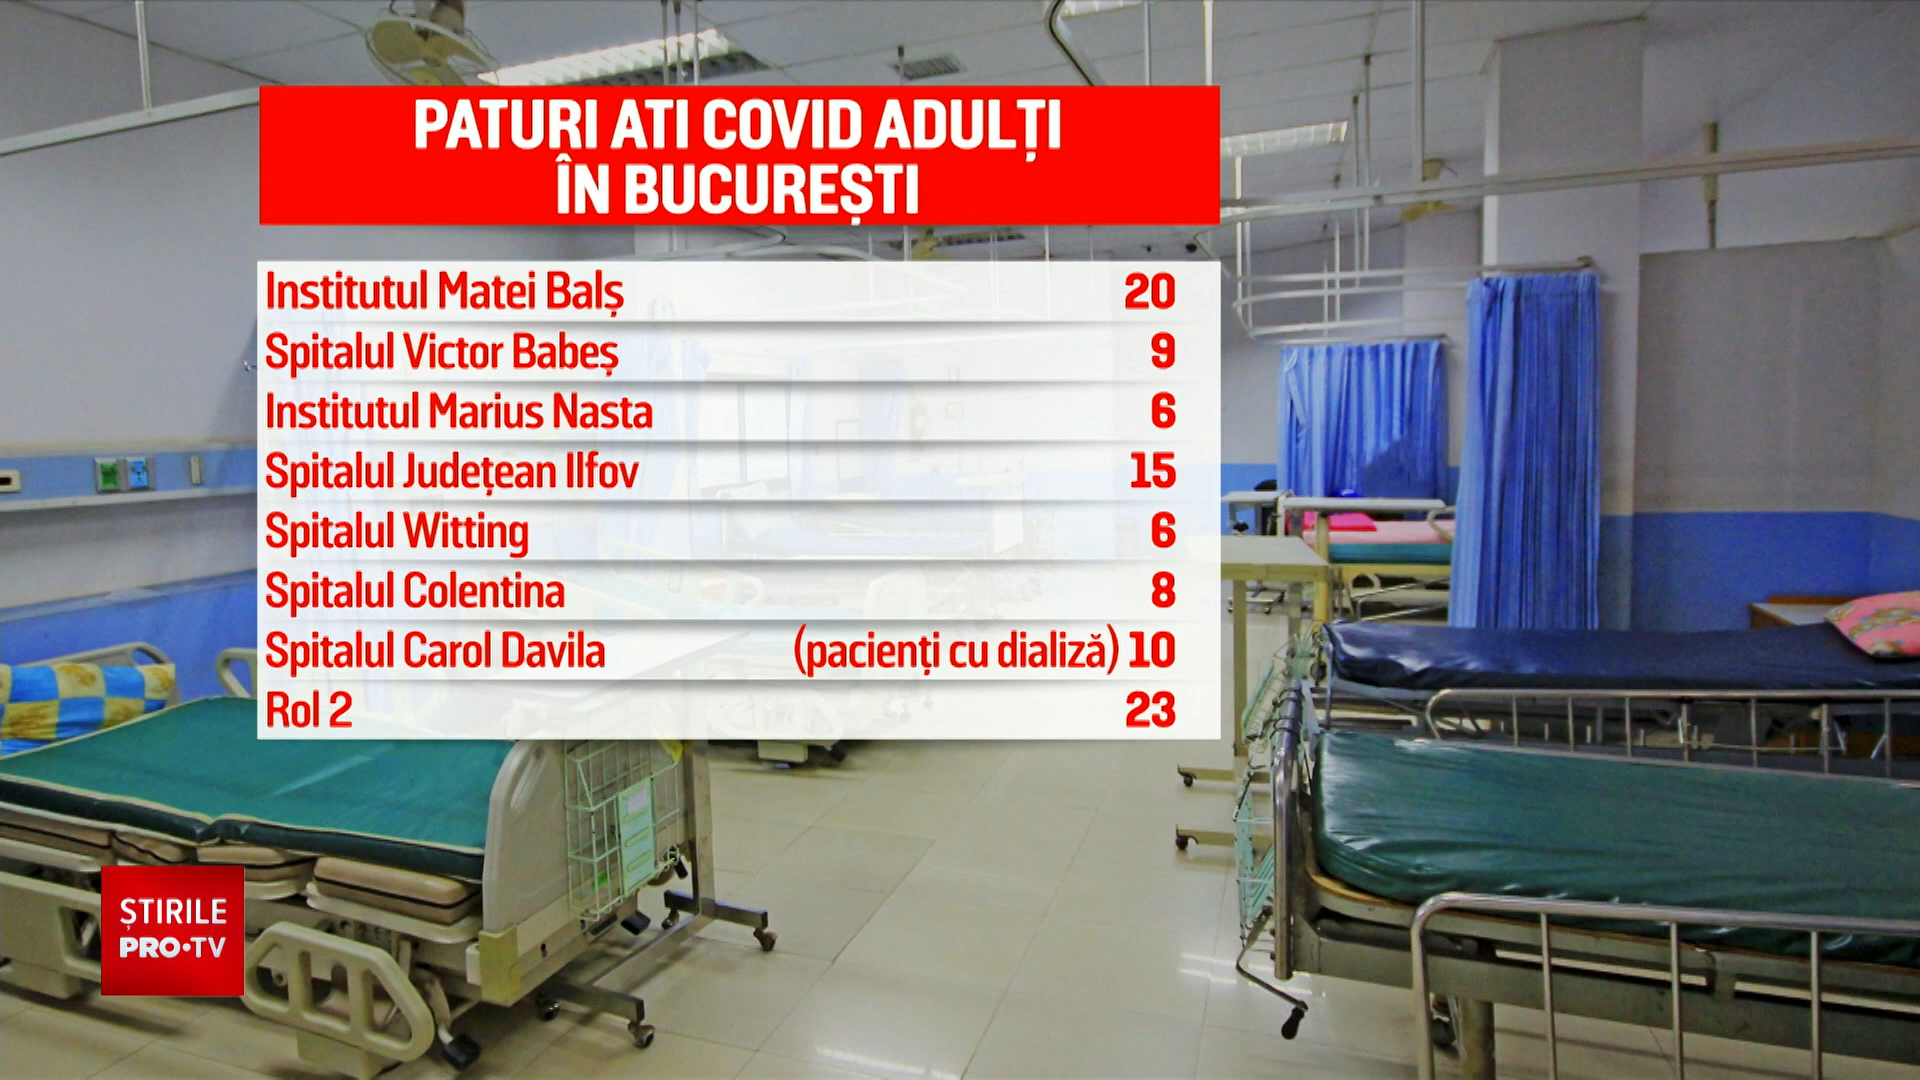 PATURI ATI COVID ADULȚI
ÎN BUCUREȘTI
Institutul Matei Balș 20
Spitalul Victor Babeș 9
Institutul Marius Nasta 6
Spitalul Județean Ilfov 15
Spitalul Witting 6
Spitalul Colentina 8
Spitalul Carol Davila (pacienți cu dializă) 10
Rol 2 23
ȘTIRILE
PRO•TV